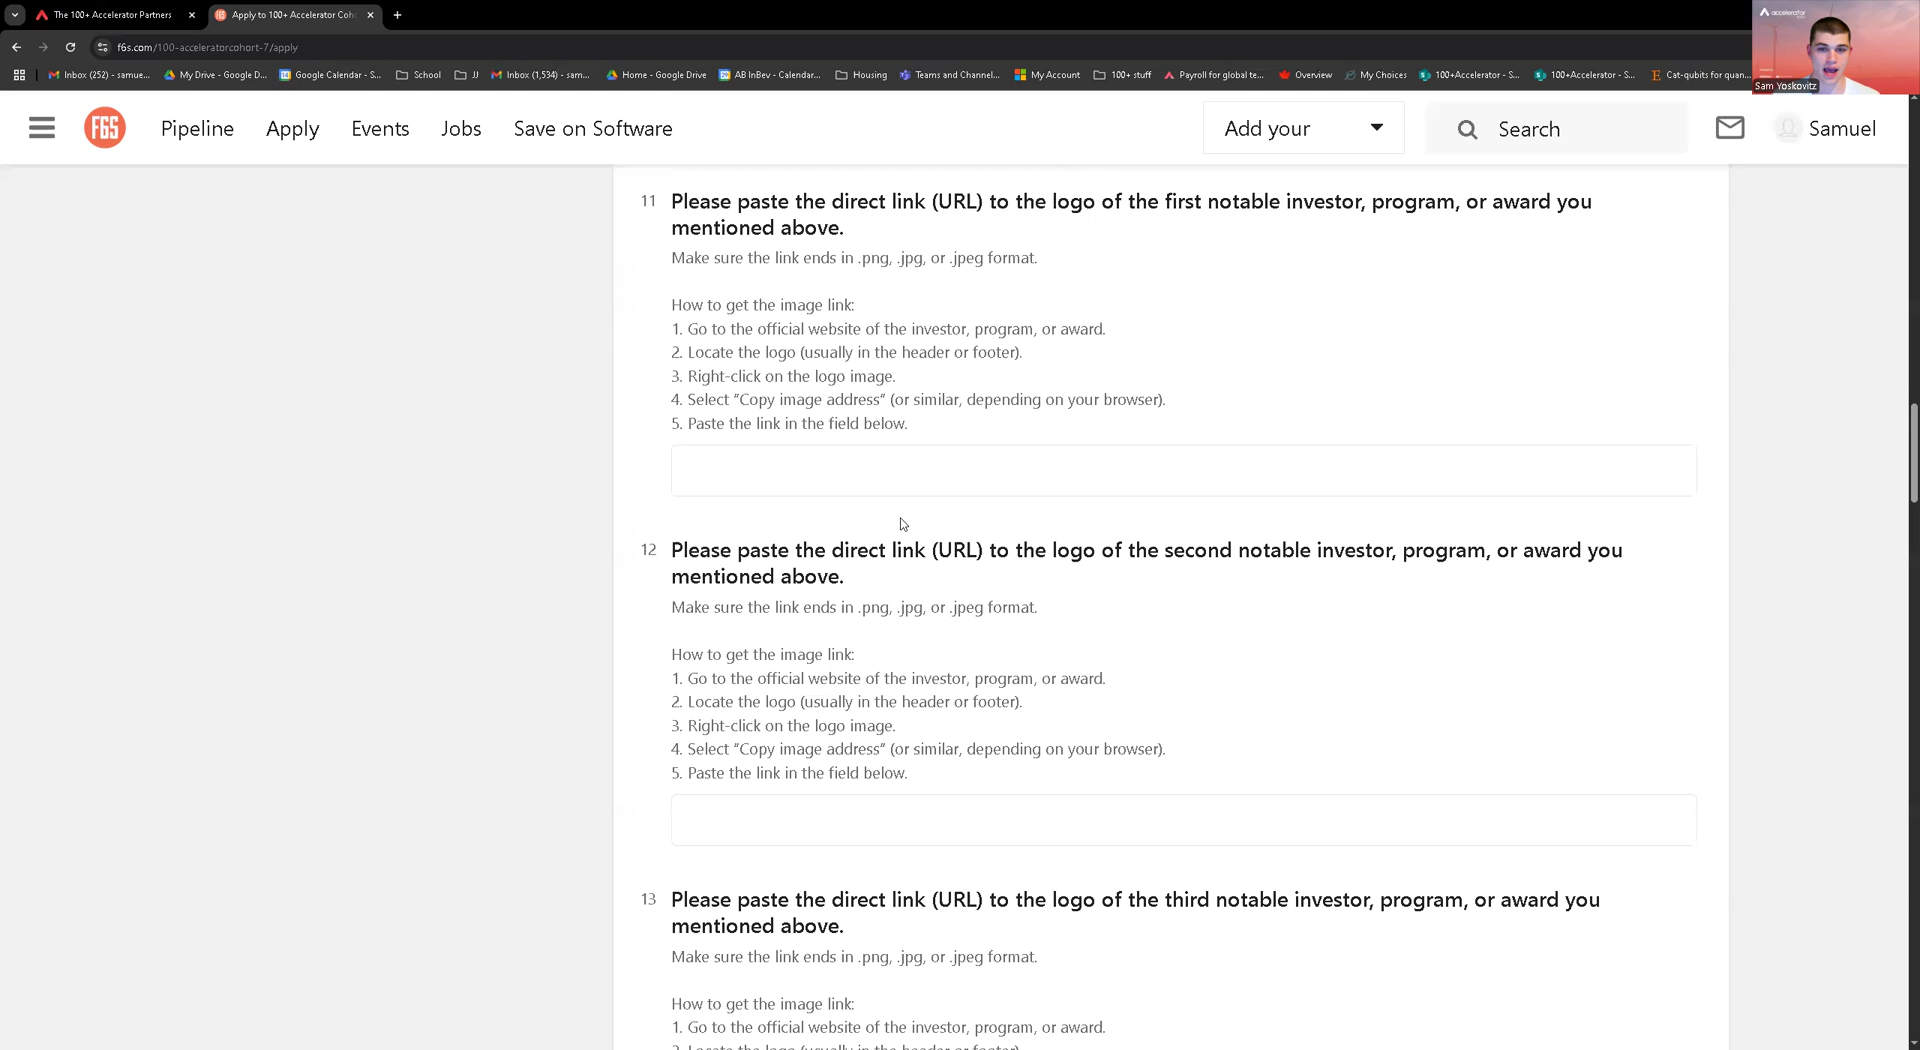 The 100+ Accelerator Partners
Apply to 100+ Accelerator Coh
f6s.com/100-acceleratorcohort-7/apply
Inbox (252) - samue...
My Drive - Google D...
Google Calendar - S...
School
JJ
Inbox (1,534) - sam...
Home - Google Drive
AB InBev - Calendar...
Housing
Teams and Channel...
My Account
100+ stuff
Payroll for global te...
Overview
My Choices
100+Accelerator - S...
100+Accelerator - S...
Cat-qubits for quan...
accelerator
Sam Yoskovitz
F6S
Pipeline
Apply
Events
Jobs
Save on Software
Add your
Search
Samuel
11 Please paste the direct link (URL) to the logo of the first notable investor, program, or award you
mentioned above.
Make sure the link ends in .png, .jpg, or .jpeg format.
How to get the image link:
1. Go to the official website of the investor, program, or award.
2. Locate the logo (usually in the header or footer).
3. Right-click on the logo image.
4. Select "Copy image address" (or similar, depending on your browser).
5. Paste the link in the field below.
12 Please paste the direct link (URL) to the logo of the second notable investor, program, or award you
mentioned above.
Make sure the link ends in .png, .jpg, or .jpeg format.
How to get the image link:
1. Go to the official website of the investor, program, or award.
2. Locate the logo (usually in the header or footer).
3. Right-click on the logo image.
4. Select "Copy image address" (or similar, depending on your browser).
5. Paste the link in the field below.
13 Please paste the direct link (URL) to the logo of the third notable investor, program, or award you
mentioned above.
Make sure the link ends in .png, .jpg, or .jpeg format.
How to get the image link:
1. Go to the official website of the investor, program, or award.
2. Locate the logo (usually in the header or footer)